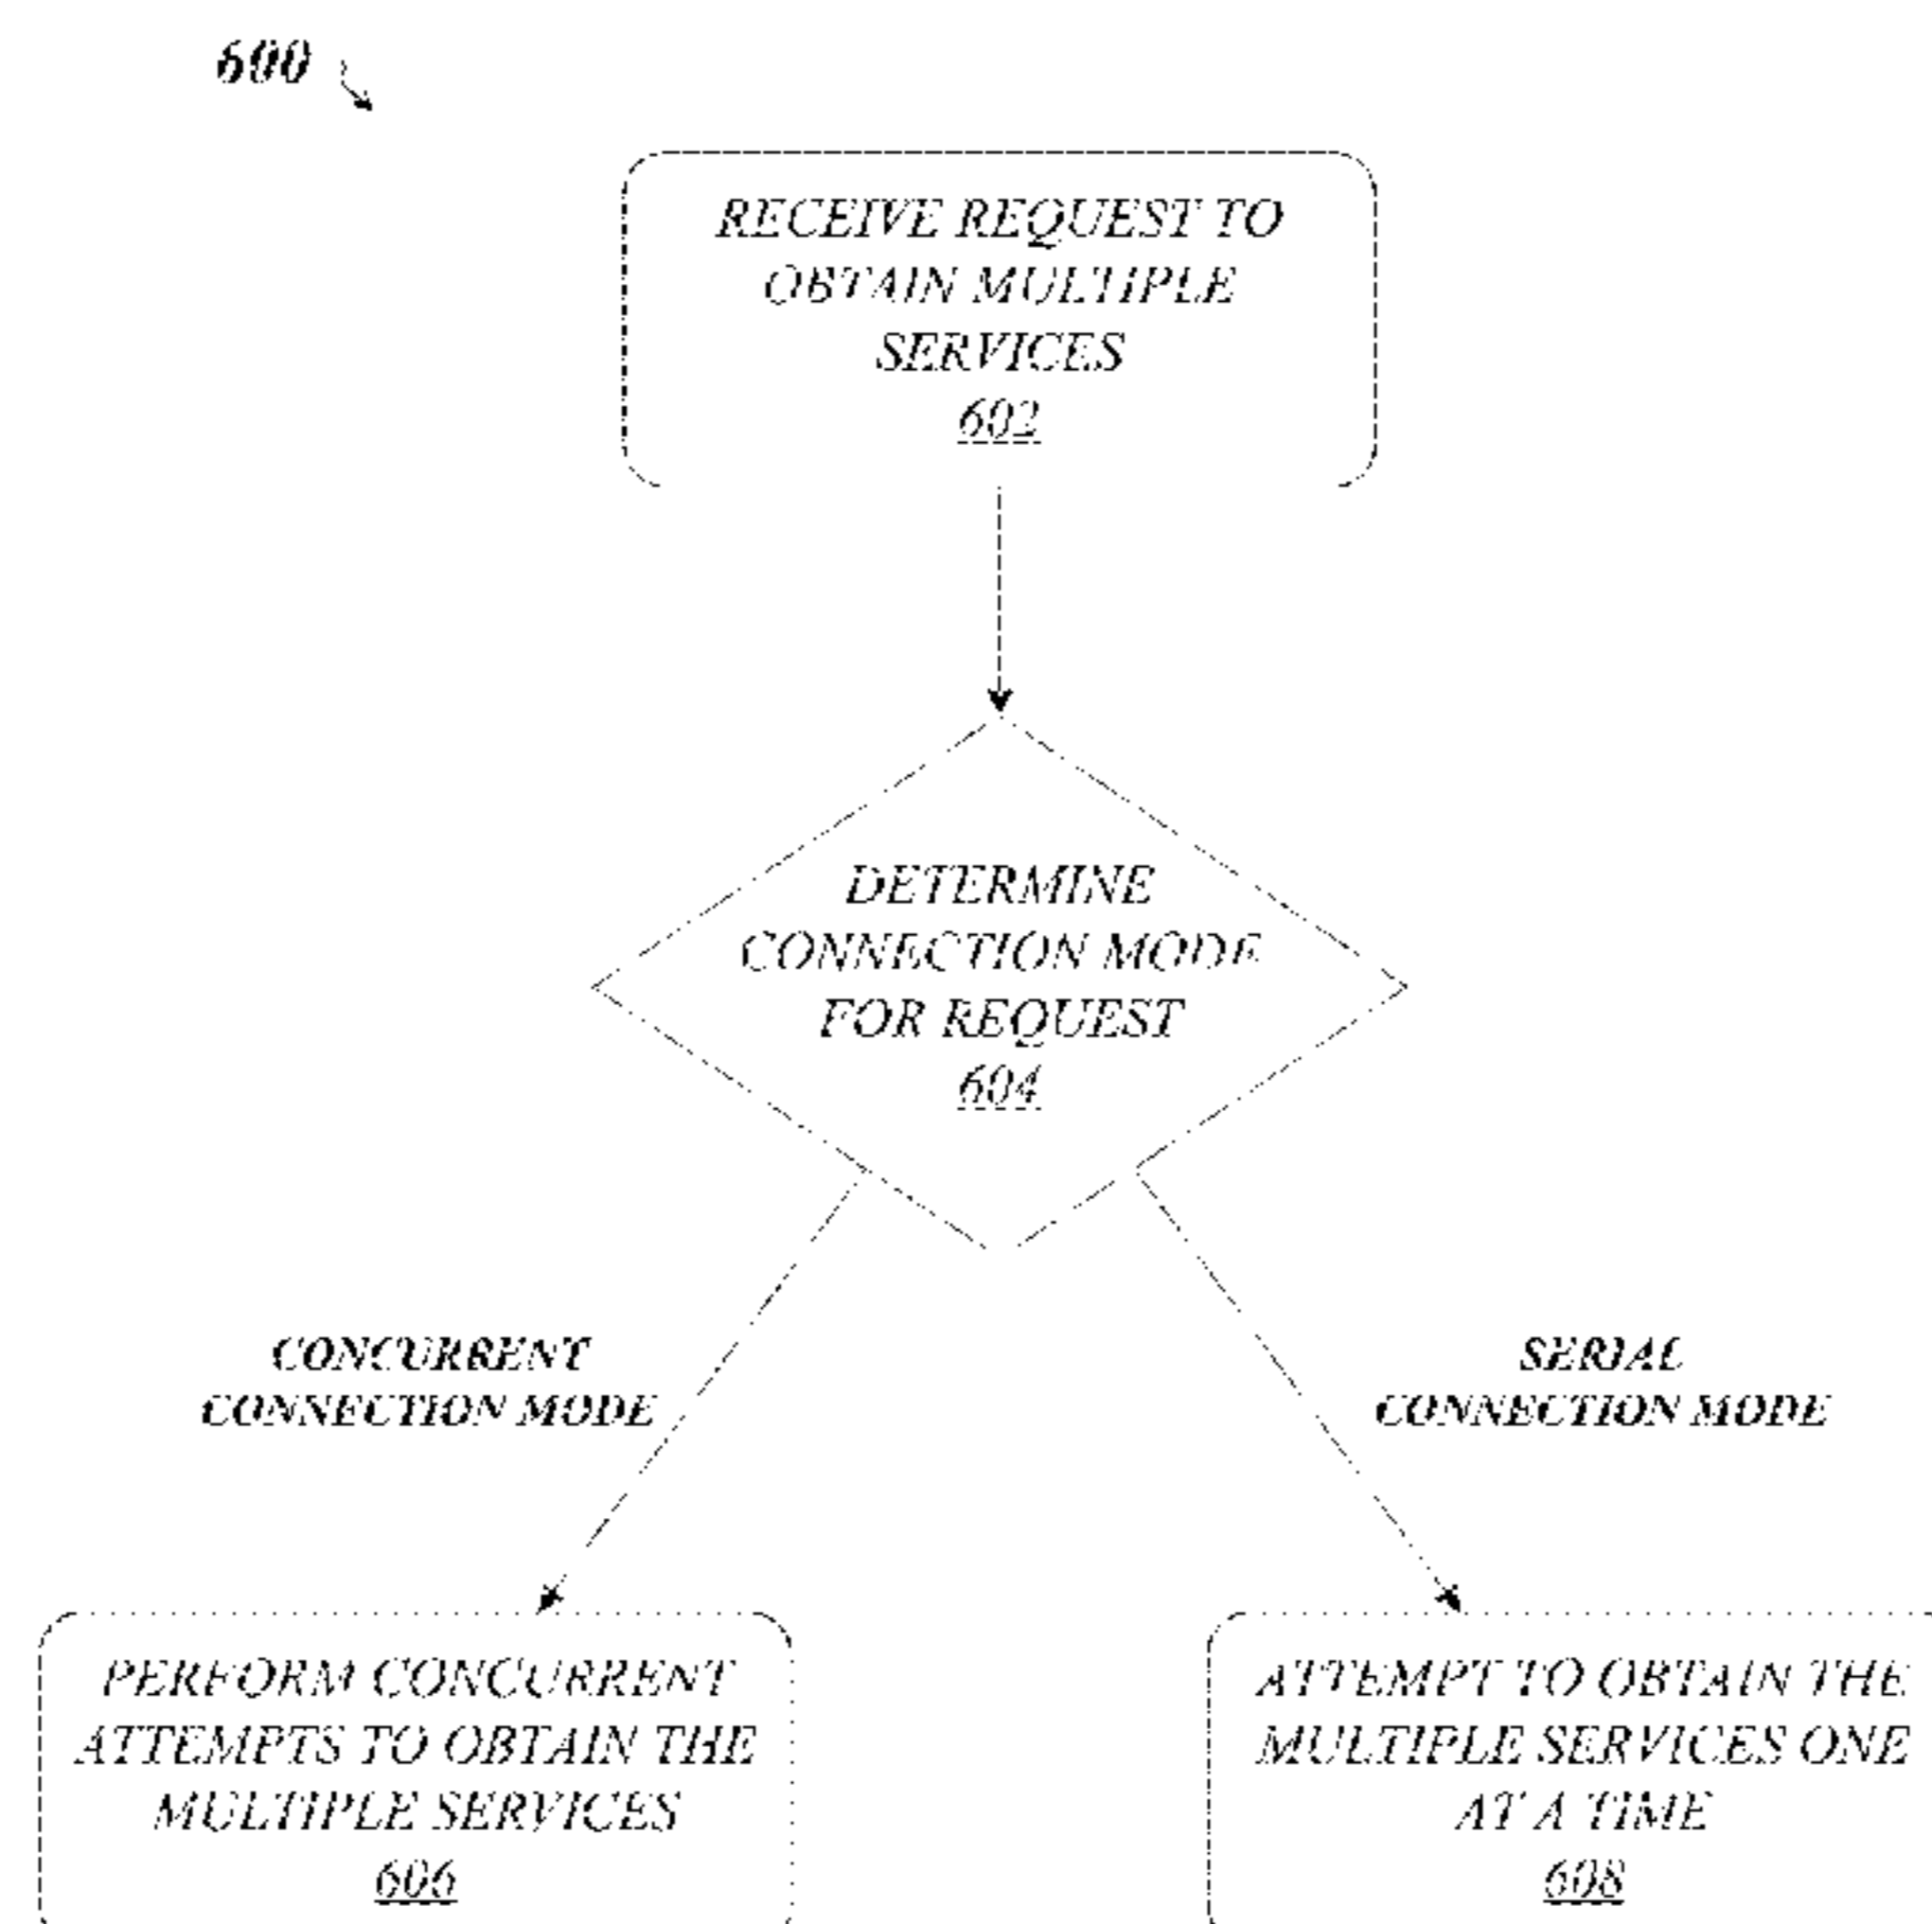 600
RECEIVE REQUEST TO
OBTAIN MULTIPLE
SERVICES
602
DETERMINE
CONNECTION MODE
FOR REQUEST
604
CONCURRENT
CONNECTION MODE
SERIAL
CONNECTION MODE
PERFORM CONCURRENT
ATTEMPTS TO OBTAIN THE
MULTIPLE SERVICES
606
ATTEMPT TO OBTAIN THE
MULTIPLE SERVICES ONE
AT A TIME
608